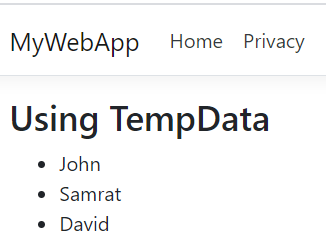 MyWebApp Home Privacy
Using TempData
John
Samrat
David